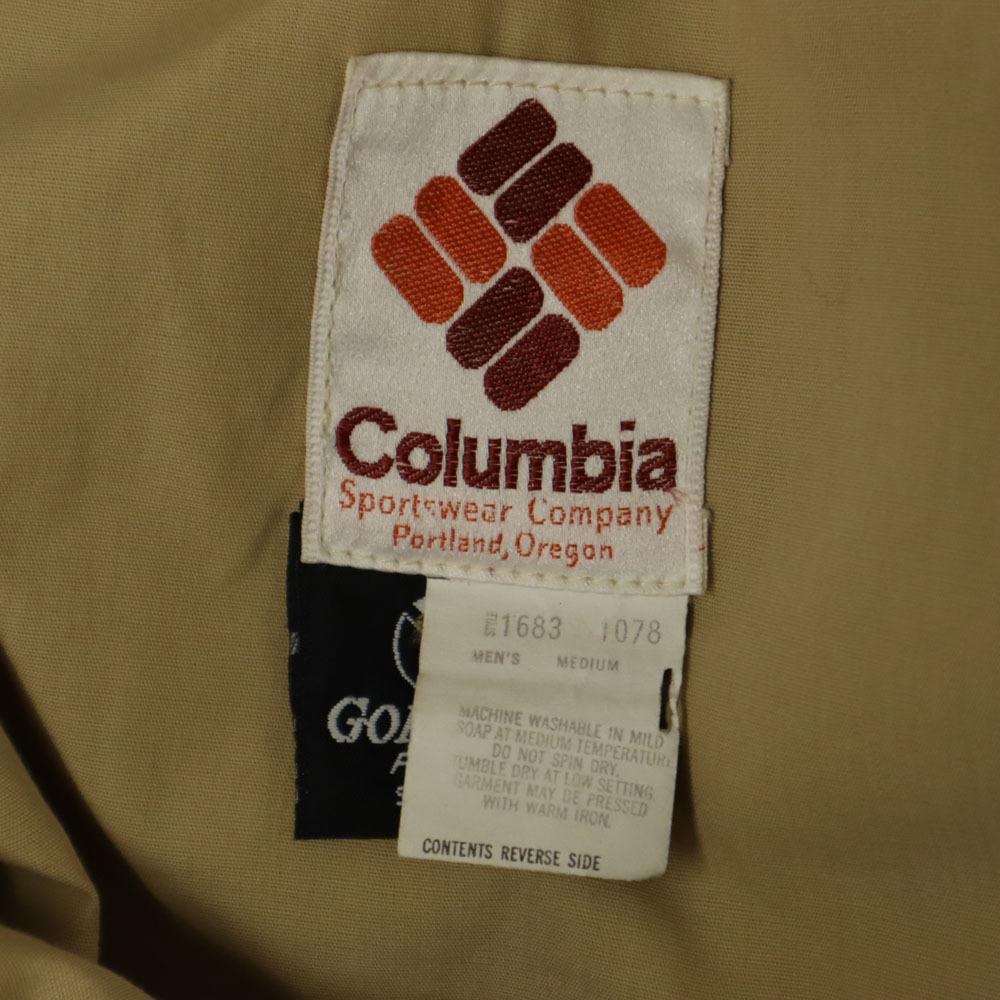 Columbia
Sportswear Company
Portland, Oregon
STYLE 1683 1078
MEN'S MEDIUM
MACHINE WASHABLE IN MILD
SOAP AT MEDIUM TEMPERATURE
DO NOT SPIN DRY.
TUMBLE DRY AT LOW SETTING
GARMENT MAY BE PRESSED
WITH WARM IRON.
CONTENTS REVERSE SIDE